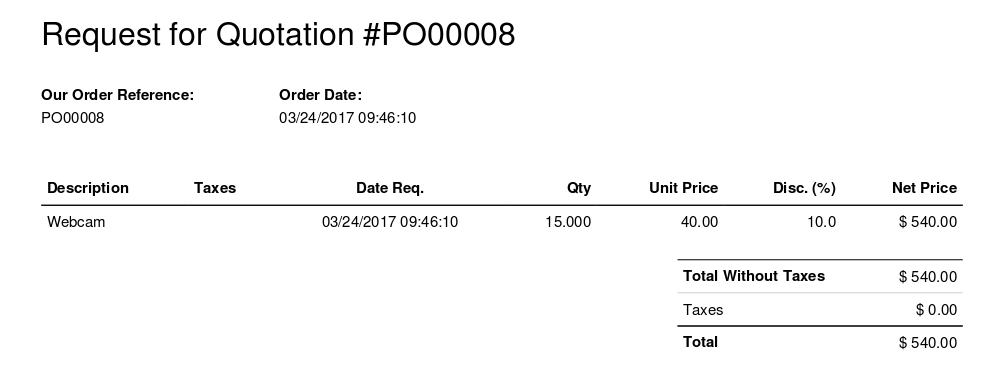 Request for Quotation #PO00008
Our Order Reference: Order Date:
PO00008 03/24/2017 09:46:10
Description Taxes Date Req. Qty Unit Price Disc. (%) Net Price
Webcam 03/24/2017 09:46:10 15.000 40.00 10.0 $ 540.00
Total Without Taxes $ 540.00
Taxes $ 0.00
Total $ 540.00